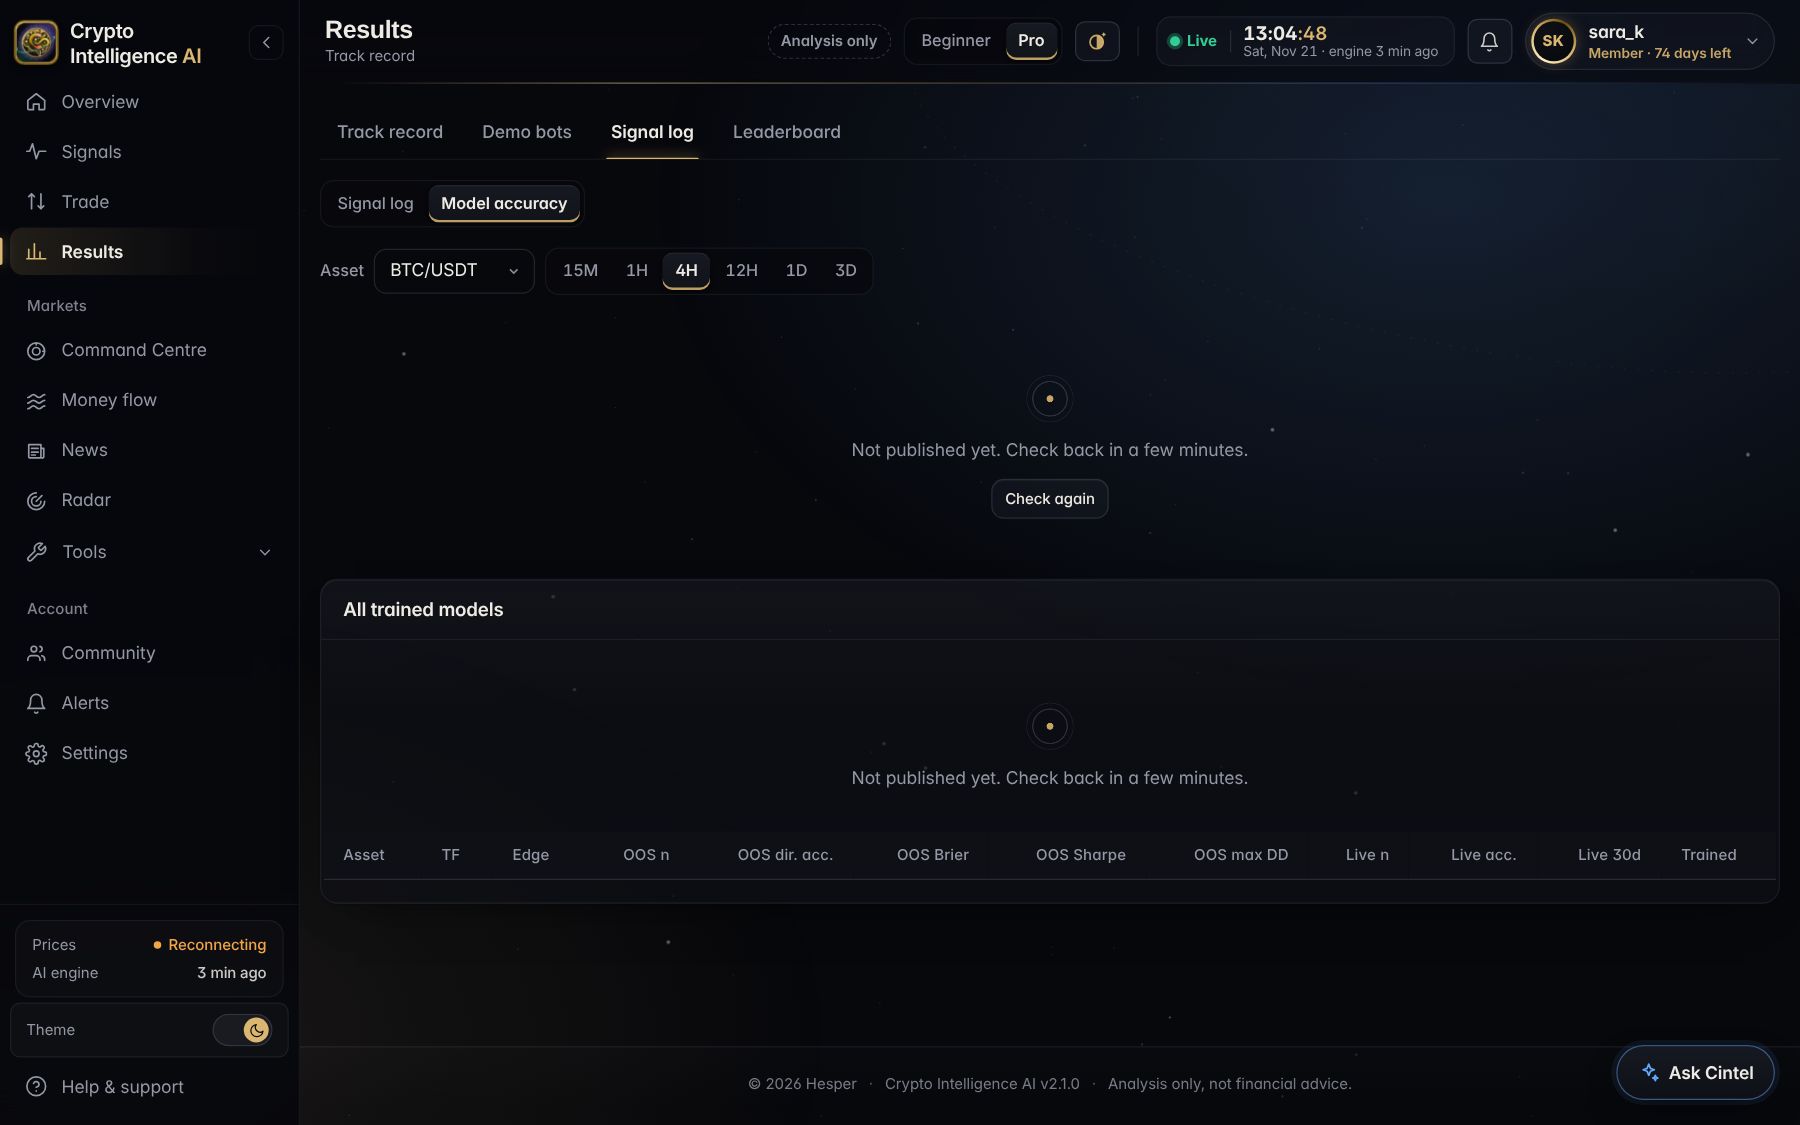 Crypto
Intelligence AI
Overview
Signals
Trade
Results
Markets
Command Centre
Money flow
News
Radar
Tools
Account
Community
Alerts
Settings
Prices Reconnecting
AI engine 3 min ago
Theme
Help & support
Results
Track record
Analysis only
Beginner Pro
Live
13:04:48
Sat, Nov 21 · engine 3 min ago
SK
sara_k
Member · 74 days left
Track record Demo bots Signal log Leaderboard
Signal log Model accuracy
Asset BTC/USDT 15M 1H 4H 12H 1D 3D
Not published yet. Check back in a few minutes.
Check again
All trained models
Not published yet. Check back in a few minutes.
Asset TF Edge OOS n OOS dir. acc. OOS Brier OOS Sharpe OOS max DD Live n Live acc. Live 30d Trained
© 2026 Hesper · Crypto Intelligence AI v2.1.0 · Analysis only, not financial advice.
Ask Cintel